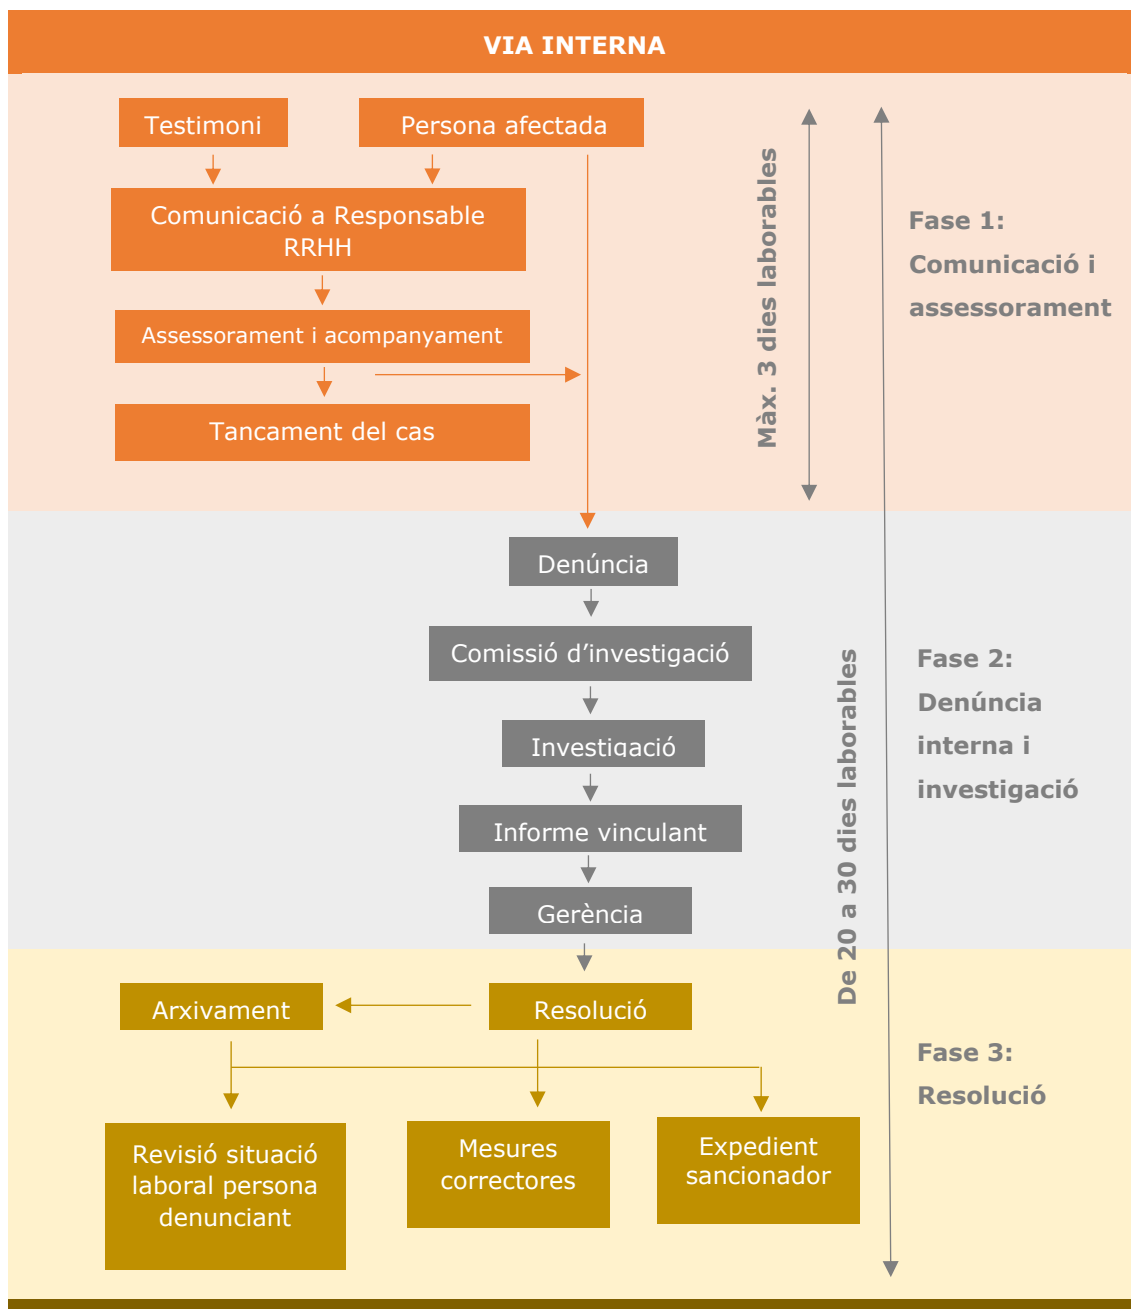 VIA INTERNA
Testimoni
Persona afectada
Comunicació a Responsable
RRHH
Assessorament i acompanyament
Tancament del cas
Màx. 3 dies laborables
Fase 1:
Comunicació i
assessorament
Denúncia
Comissió d’investigació
Investigació
Informe vinculant
Gerència
De 20 a 30 dies laborables
Fase 2:
Denúncia
interna i
investigació
Arxivament
Resolució
Revisió situació
laboral persona
denunciant
Mesures
correctores
Expedient
sancionador
Fase 3:
Resolució